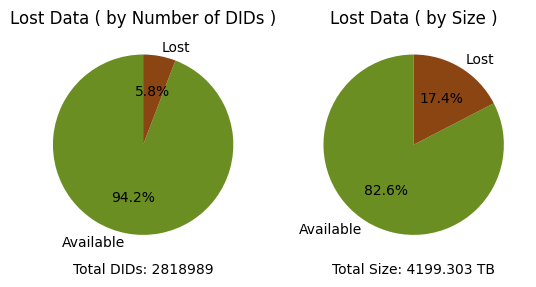 Lost Data ( by Number of DIDs )
Lost
5.8%
94.2%
Available
Total DIDs: 2818989
Lost Data ( by Size )
Lost
17.4%
82.6%
Available
Total Size: 4199.303 TB